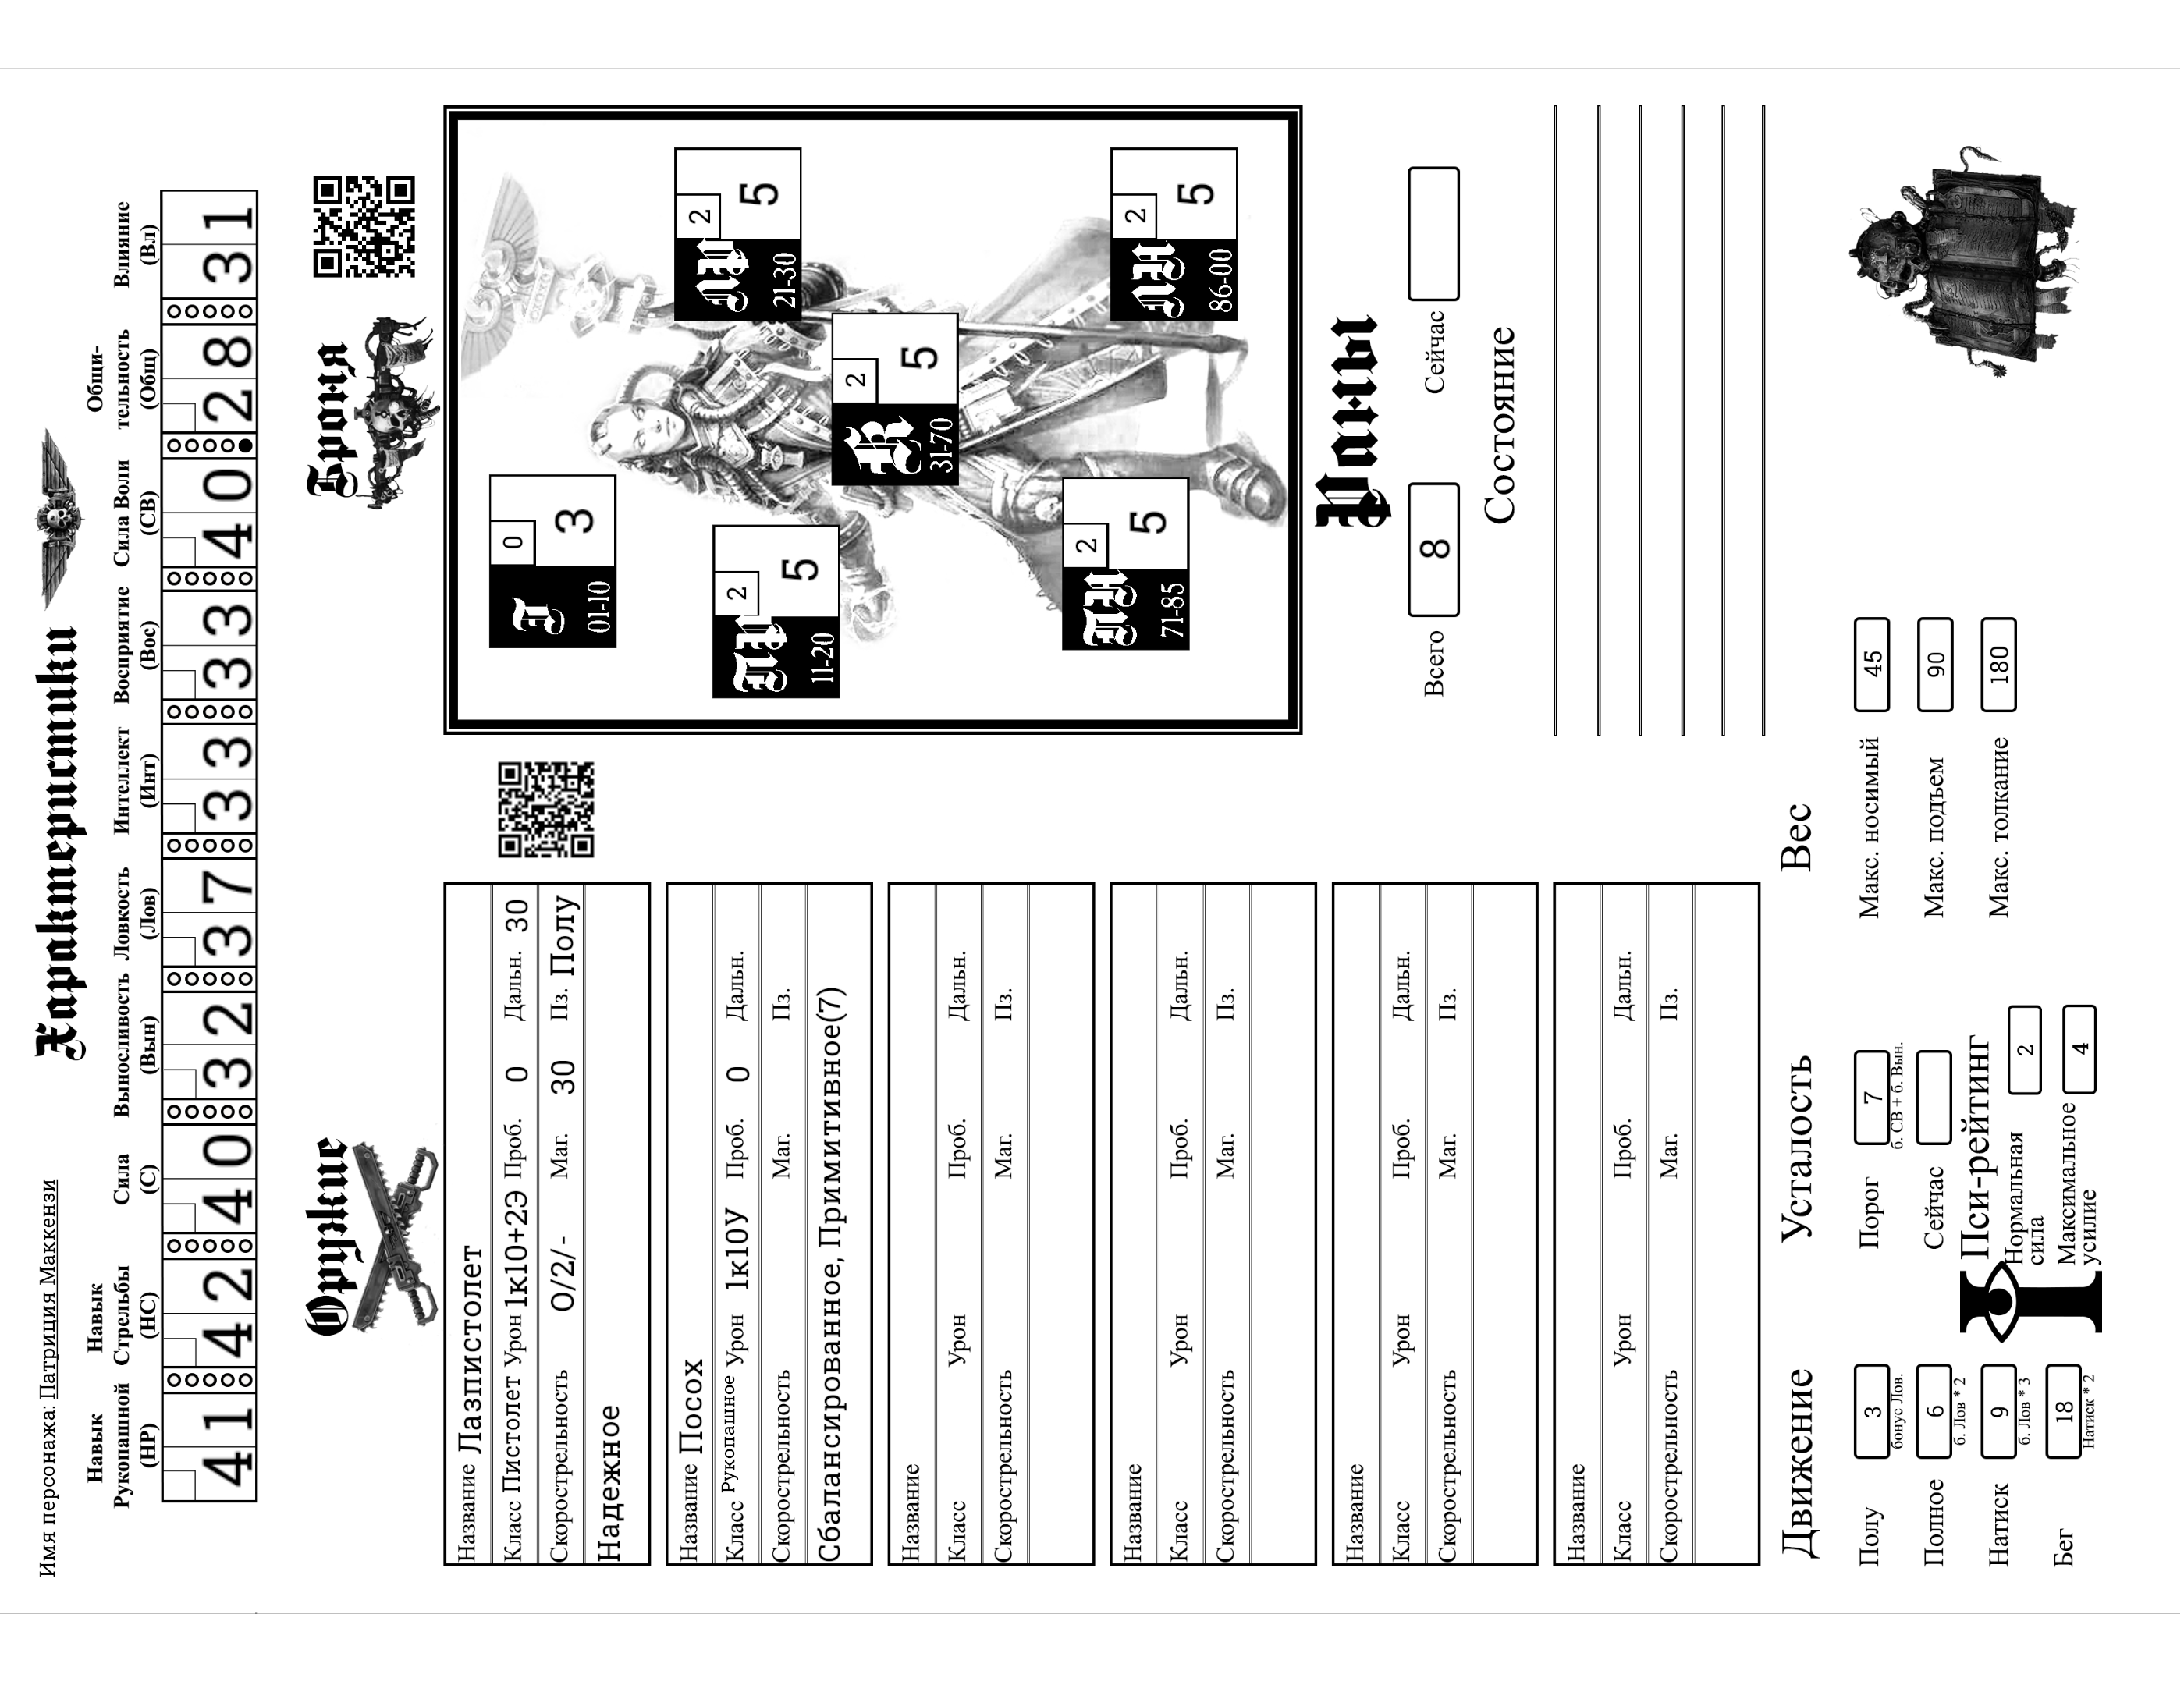 Имя персонажа: Патриция Маккензи
Характеристики
Навык Рукопашной (НР)
41
Навык Стрельбы (НС)
42
Сила (С)
40
Выносливость (Вын)
32
Ловкость (Лов)
37
Интеллект (Инт)
33
Восприятие (Вос)
33
Сила Воли (СВ)
40
Общи-
тельность (Общ)
28
Влияние (Вл)
31
Оружие
Название Лазпистолет
Класс Пистолет Урон 1к10+2Э Проб. 0 Дальн. 30
Скорострельность О/2/- Маг. 30 Пз. Полу
Надежное
Название Посох
Класс Рукопашное Урон 1к10У Проб. 0 Дальн.
Скорострельность Маг. Пз.
Сбалансированное, Примитивное(7)
Название
Класс Урон Проб. Дальн.
Скорострельность Маг. Пз.
Название
Класс Урон Проб. Дальн.
Скорострельность Маг. Пз.
Название
Класс Урон Проб. Дальн.
Скорострельность Маг. Пз.
Название
Класс Урон Проб. Дальн.
Скорострельность Маг. Пз.
Броня
Г 0 3
01-10
ПР 2 5
11-20
ЛР 2 5
21-30
К 2 5
31-70
ПН 2 5
71-85
ЛН 2 5
86-00
Раны
Всего 8 Сейчас
Состояние
Движение
Полу 3
бонус Лов.
Полное 6
б. Лов * 2
Натиск 9
б. Лов * 3
Бег 18
Натиск * 2
Усталость
Порог 7
б. СВ + б. Вын.
Сейчас
Пси-рейтинг
Нормальная
сила 2
Максимальное
усилие 4
Вес
Макс. носимый 45
Макс. подъем 90
Макс. толкание 180